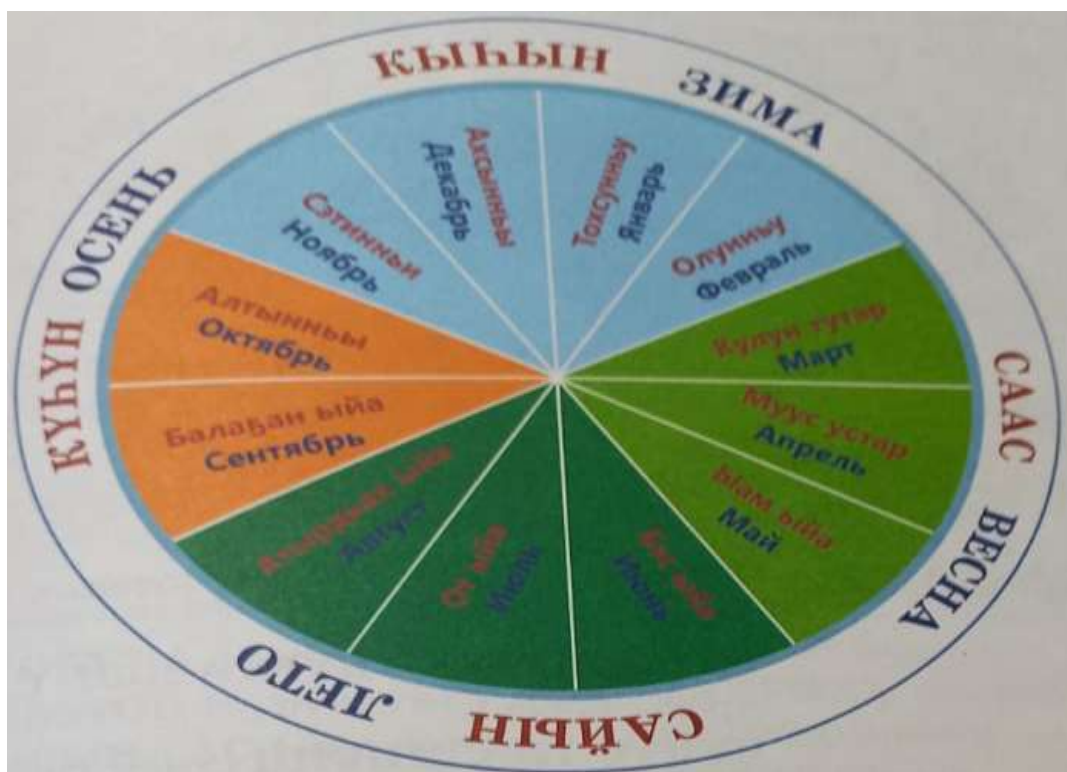 КЫҺЫН
ЗИМА
СААС
ВЕСНА
САЙЫН
ЛЕТО
КҮҺҮН
ОСЕНЬ
Тохсунньу
Январь
Олунньу
Февраль
Кулун тутар
Март
Муус устар
Апрель
Ыам ыйа
Май
Бэс ыйа
Июнь
От ыйа
Июль
Атырдьах ыйа
Август
Балаҕан ыйа
Сентябрь
Алтынньы
Октябрь
Сэтинньи
Ноябрь
Ахсынньы
Декабрь